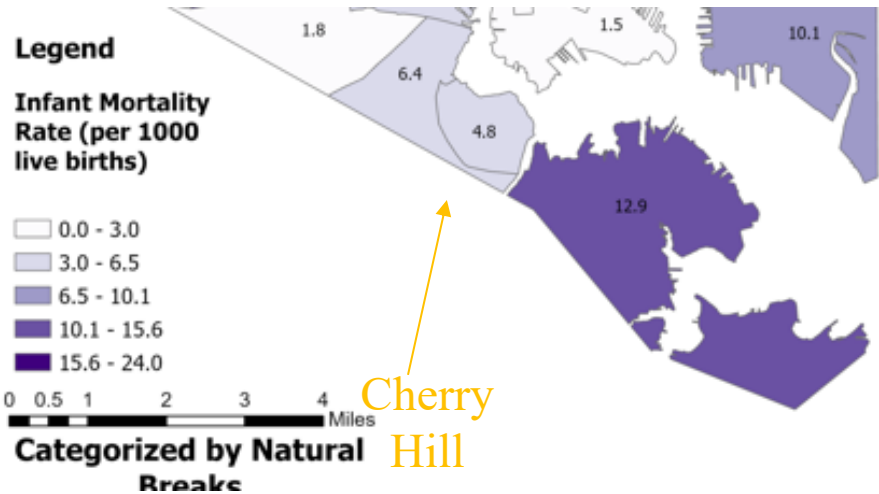 1.8
1.5
10.1
Legend
6.4
Infant Mortality
Rate (per 1000
live births)
4.8
12.9
0.0 - 3.0
3.0 - 6.5
6.5 - 10.1
10.1 - 15.6
15.6 - 24.0
0 0.5 1 2 3 4
Miles
Cherry
Hill
Categorized by Natural
Breaks